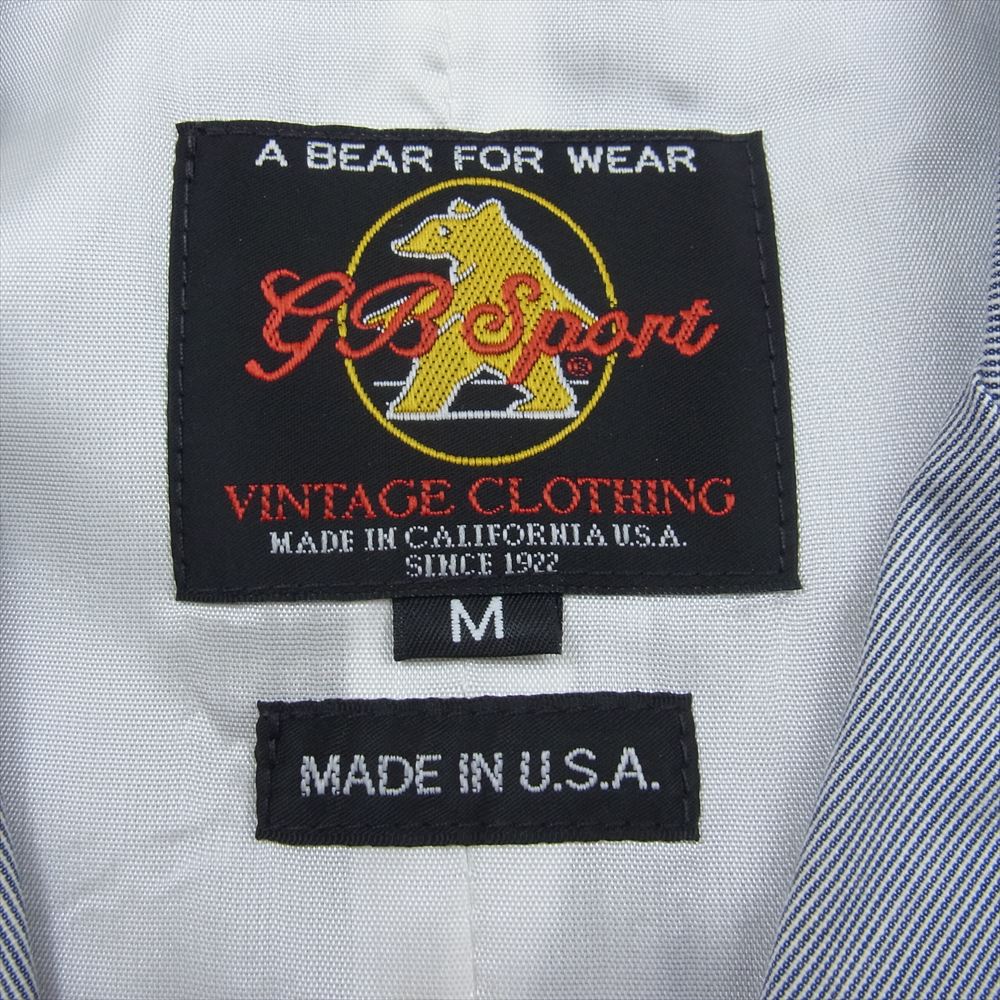 A BEAR FOR WEAR
GB Sport
®
VINTAGE CLOTHING
MADE IN CALIFORNIA U.S.A.
SINCE 1922
M
MADE IN U.S.A.